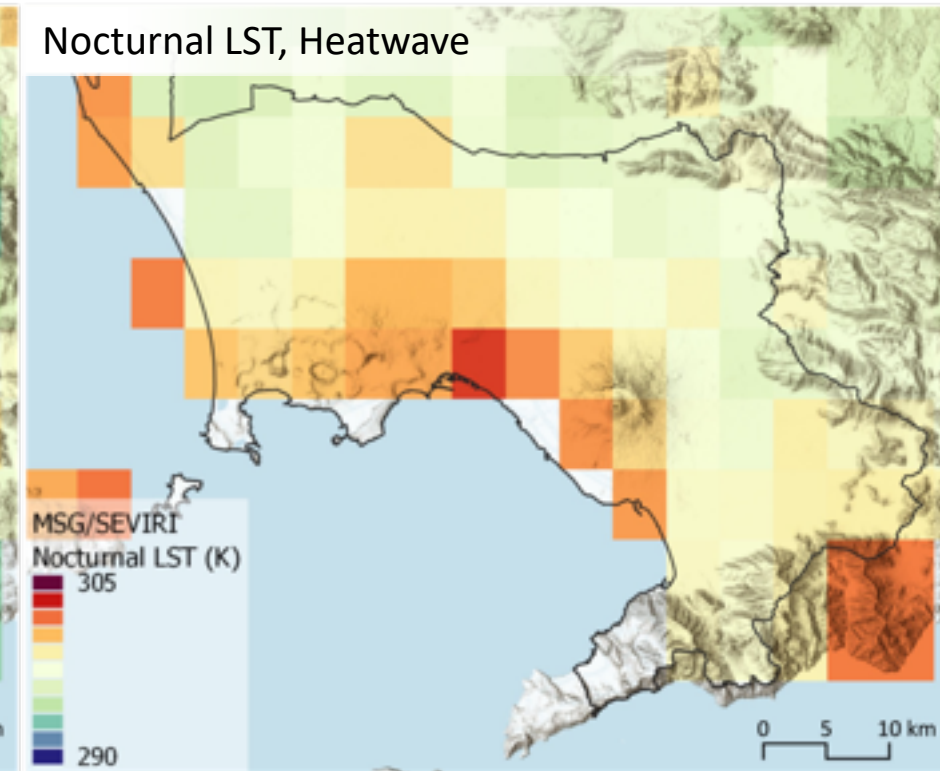 Nocturnal LST, Heatwave
MSG/SEVIRI
Nocturnal LST (K)
305
290
0 5 10 km